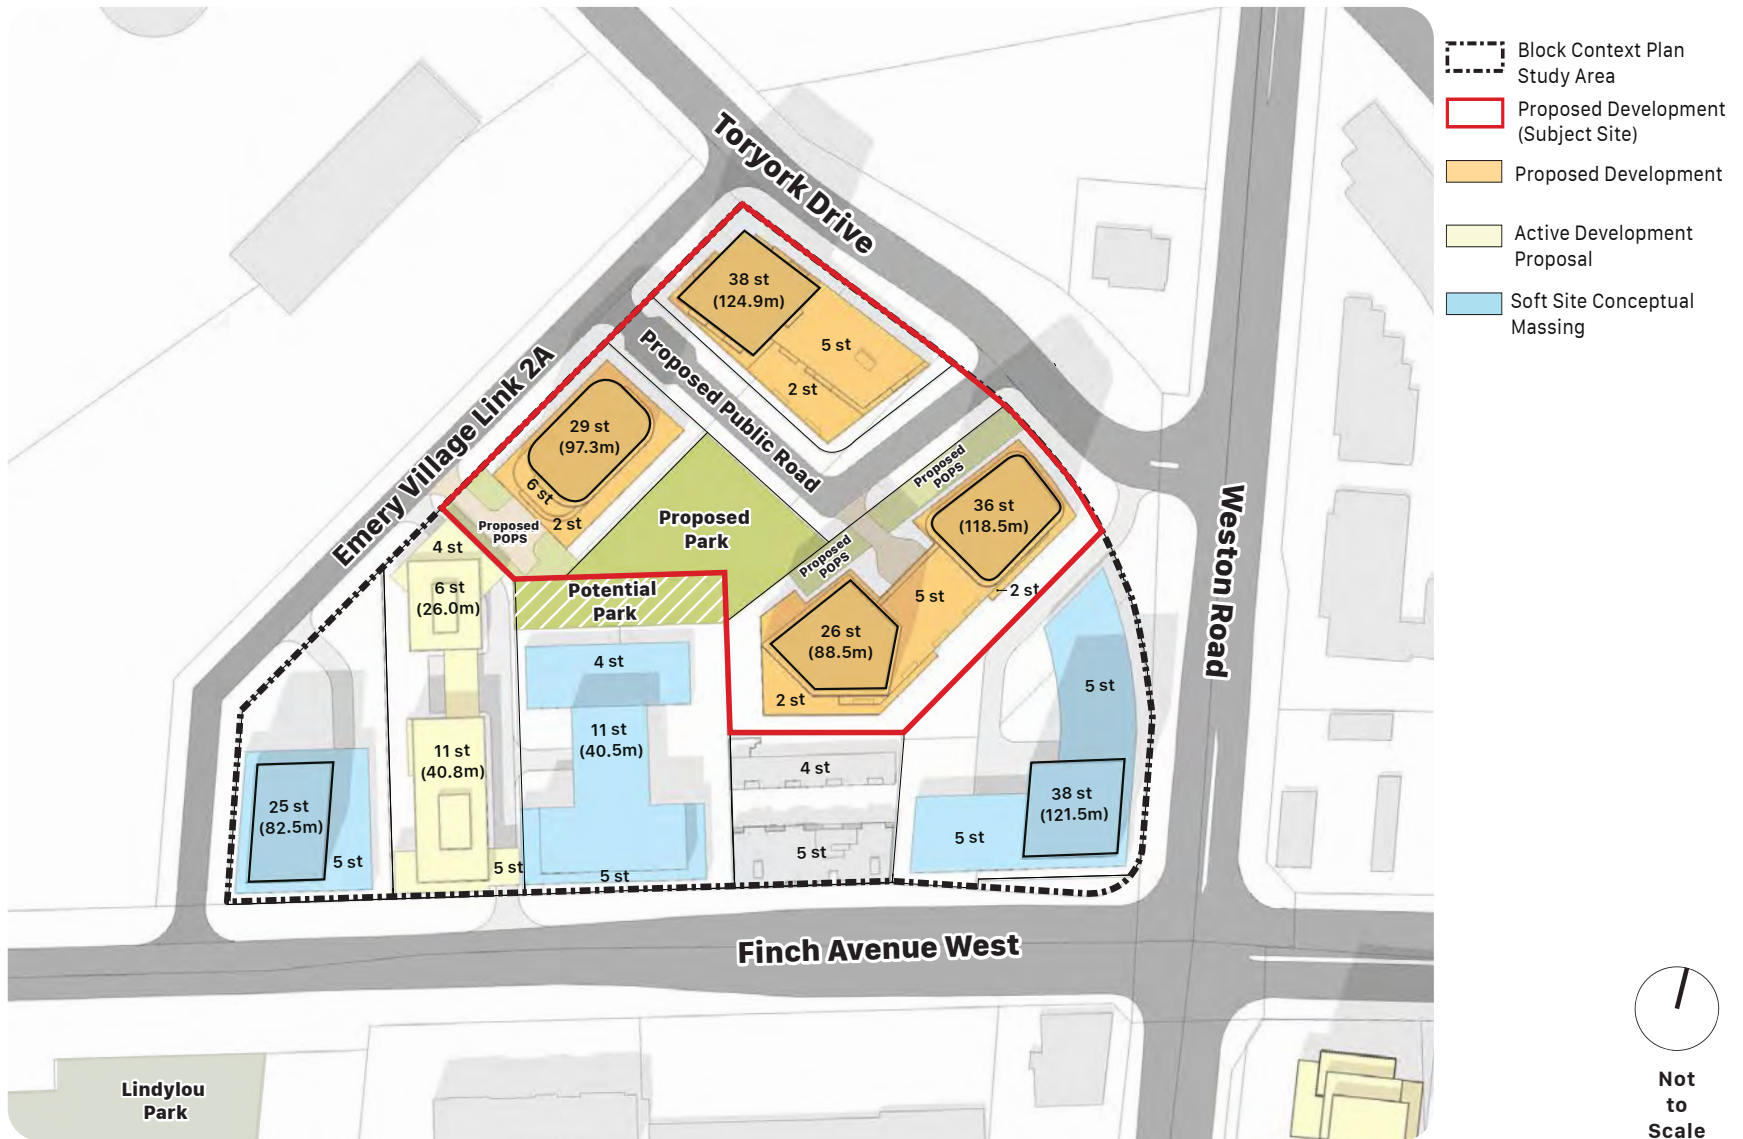 Block Context Plan
Study Area
Proposed Development
(Subject Site)
Proposed Development
Active Development
Proposal
Soft Site Conceptual
Massing
Toryork Drive
38 st
(124.9m)
5 st
2 st
Proposed Public Road
Emery Village Link 2A
29 st
(97.3m)
6 st
2 st
Proposed
POPS
Proposed
Park
Proposed
POPS
Proposed
POPS
36 st
(118.5m)
←2 st
5 st
26 st
(88.5m)
2 st
Potential
Park
Weston Road
4 st
6 st
(26.0m)
11 st
(40.8m)
5 st
4 st
11 st
(40.5m)
5 st
25 st
(82.5m)
5 st
4 st
5 st
5 st
38 st
(121.5m)
5 st
Finch Avenue West
Lindylou
Park
Not
to
Scale